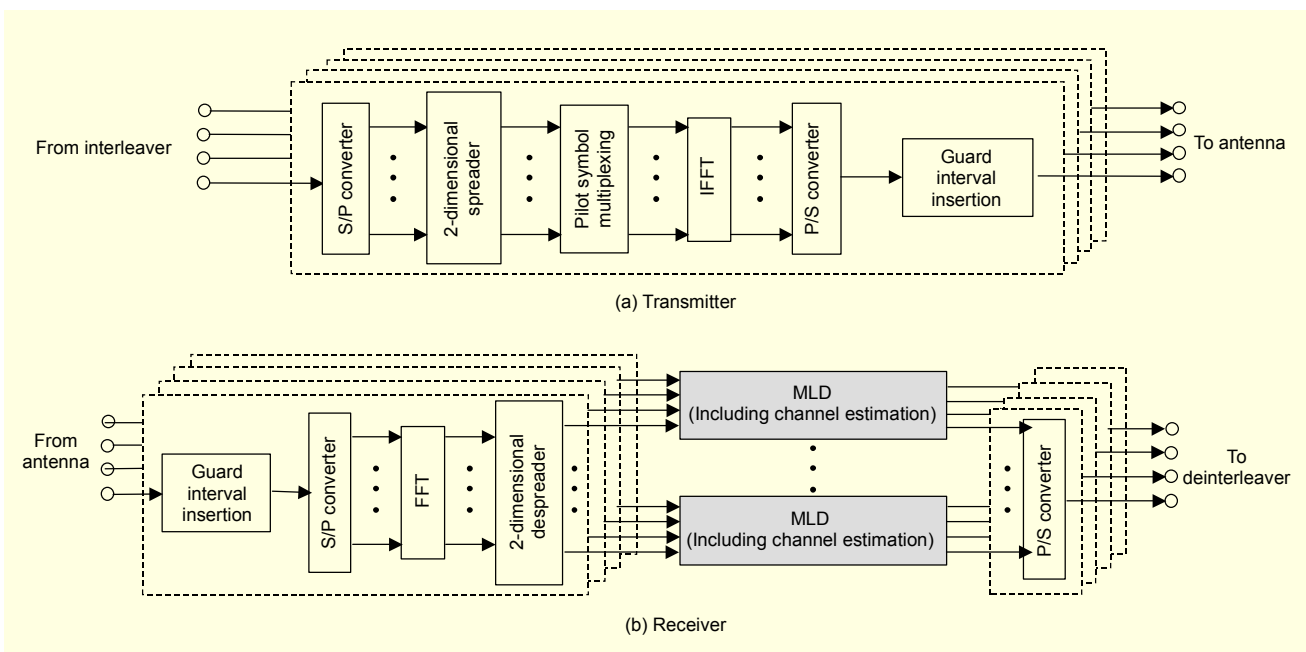 From interleaver
S/P converter
2-dimensional
spreader
Pilot symbol
multiplexing
IFFT
P/S converter
Guard
interval
insertion
To antenna
(a) Transmitter
From
antenna
Guard
interval
insertion
S/P converter
FFT
2-dimensional
despreader
MLD
(Including channel estimation)
MLD
(Including channel estimation)
P/S converter
To
deinterleaver
(b) Receiver